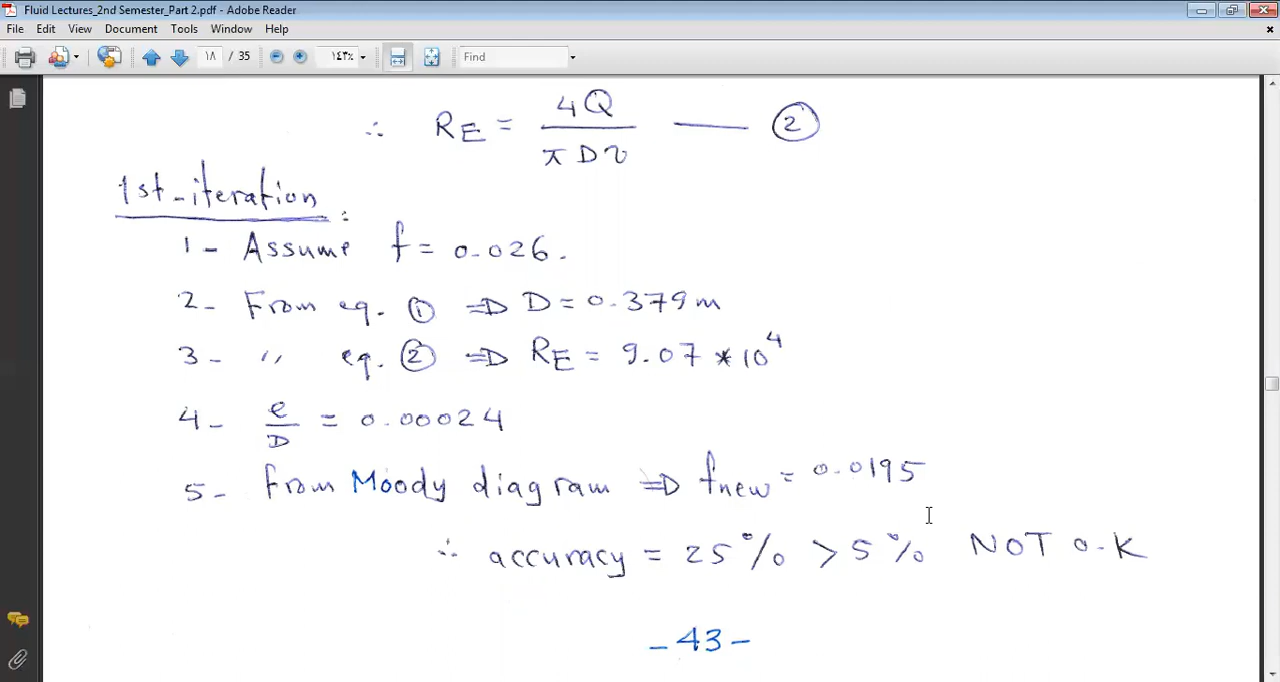 Fluid Lectures_2nd Semester_Part 2.pdf - Adobe Reader
File Edit View Document Tools Window Help
١٨ / 35 ١٤٣% Find
∴ RE = 4Q / π D ν —— ②
1st-iteration :
1- Assume f = 0.026.
2- From eq. ① ⇒ D = 0.379 m
3- " eq. ② ⇒ RE = 9.07 * 10^4
4- e/D = 0.00024
5- from Moody diagram ⇒ fnew = 0.0195
∴ accuracy = 25% > 5% NOT O.K
-43-